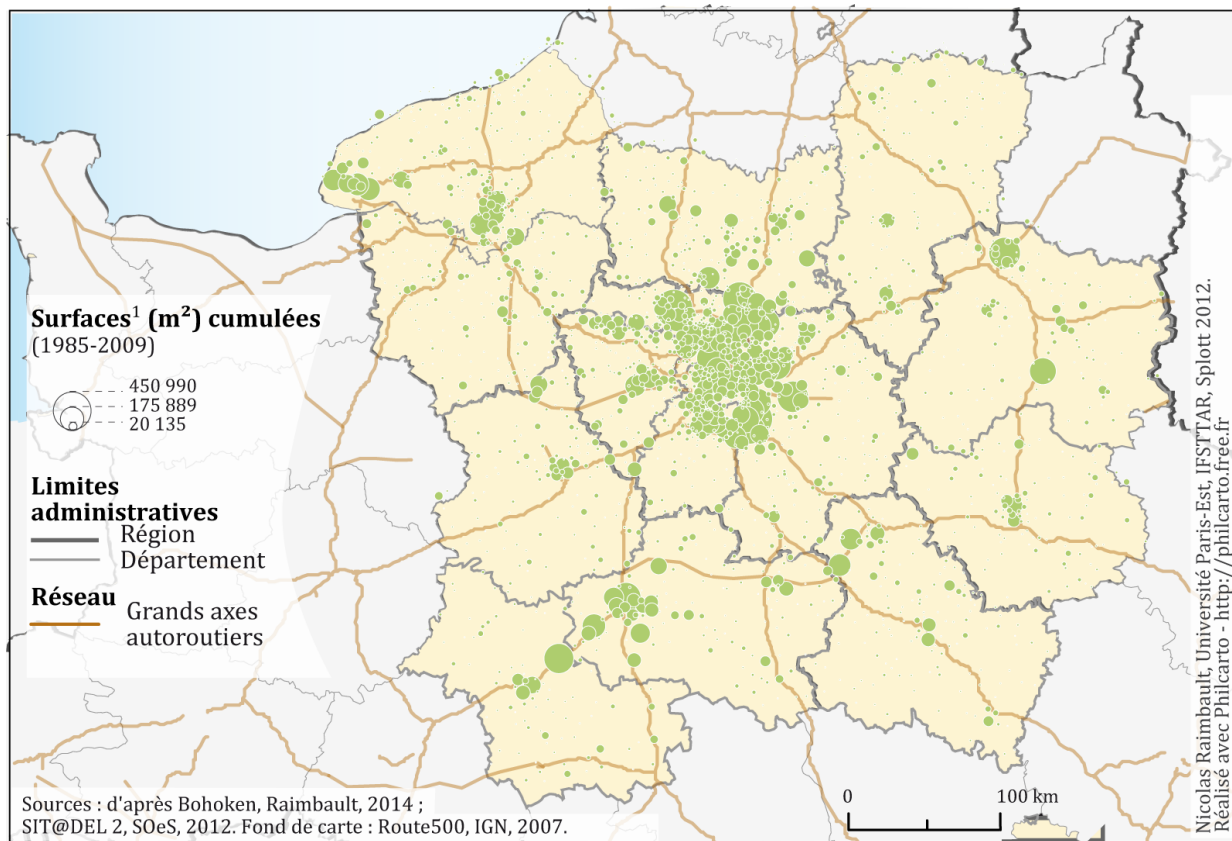 Surfaces¹ (m²) cumulées
(1985-2009)
450 990
175 889
20 135
Limites
administratives
Région
Département
Réseau
Grands axes
autoroutiers
Sources : d'après Bohoken, Raimbault, 2014 ;
SIT@DEL 2, SOeS, 2012. Fond de carte : Route500, IGN, 2007.
0
100 km
Nicolas Raimbault, Université Paris-Est, IFSTTAR, Splott 2012.
Réalisé avec Philcarto - http://philcarto.free.fr